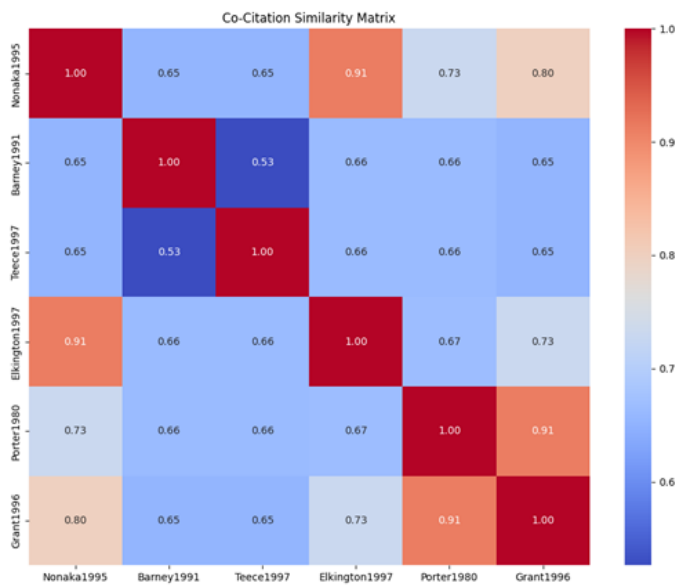 Co-Citation Similarity Matrix
Nonaka1995 1.00 0.65 0.65 0.91 0.73 0.80
Barney1991 0.65 1.00 0.53 0.66 0.66 0.65
Teece1997 0.65 0.53 1.00 0.66 0.66 0.65
Elkington1997 0.91 0.66 0.66 1.00 0.67 0.73
Porter1980 0.73 0.66 0.66 0.67 1.00 0.91
Grant1996 0.80 0.65 0.65 0.73 0.91 1.00
Nonaka1995 Barney1991 Teece1997 Elkington1997 Porter1980 Grant1996
1.0
0.9
0.8
0.7
0.6